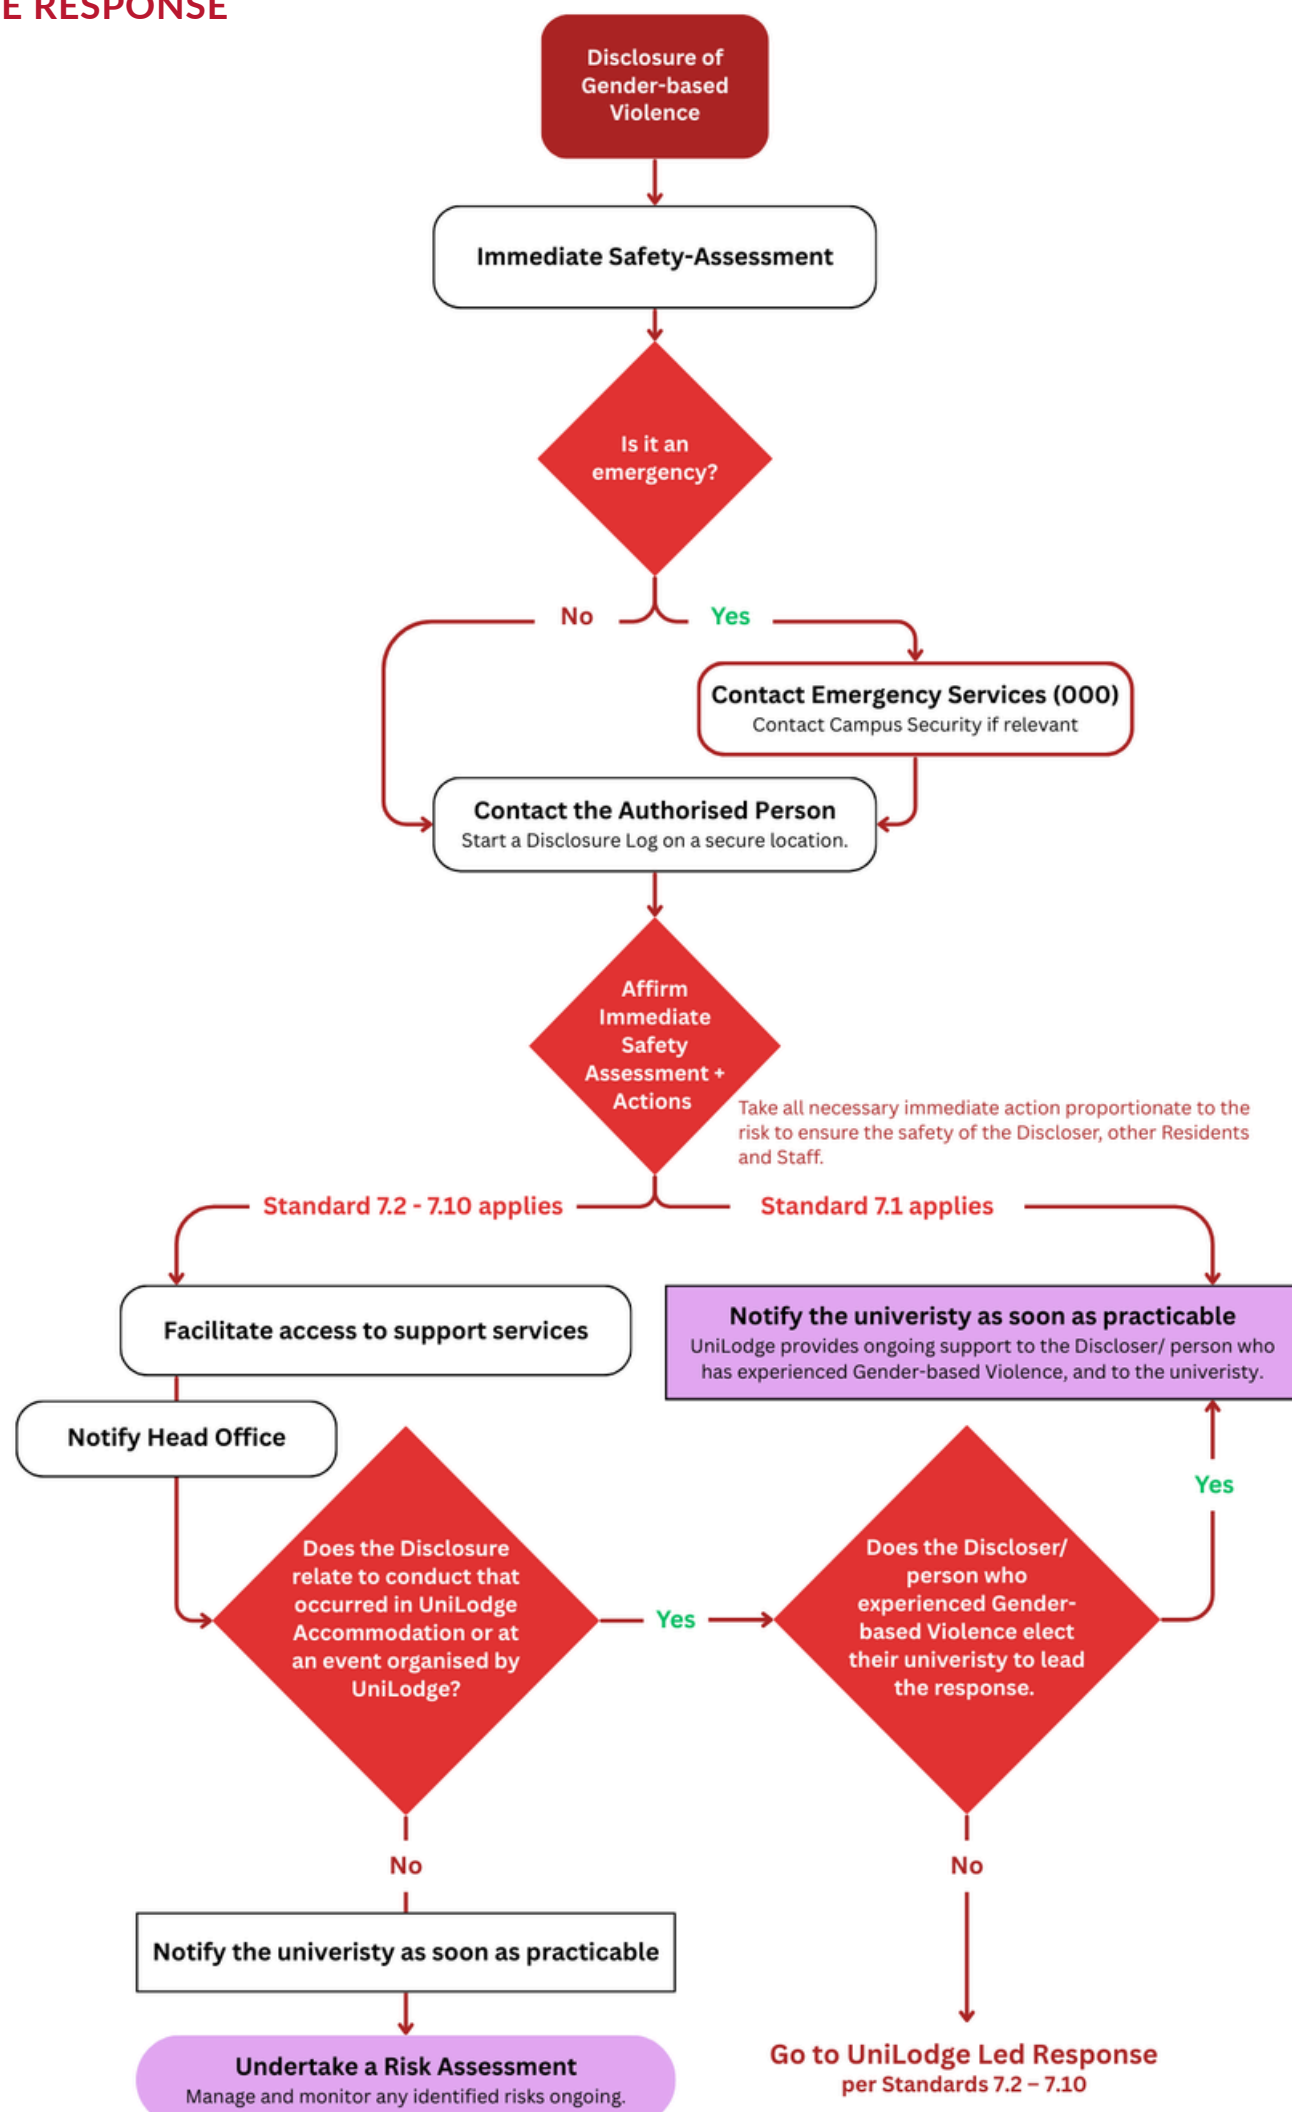 E RESPONSE
Disclosure of
Gender-based
Violence
Immediate Safety-Assessment
Is it an
emergency?
No
Yes
Contact Emergency Services (000)
Contact Campus Security if relevant
Contact the Authorised Person
Start a Disclosure Log on a secure location.
Affirm
Immediate
Safety
Assessment +
Actions
Take all necessary immediate action proportionate to the
risk to ensure the safety of the Discloser, other Residents
and Staff.
Standard 7.2 - 7.10 applies
Standard 7.1 applies
Facilitate access to support services
Notify the univeristy as soon as practicable
UniLodge provides ongoing support to the Discloser/ person who
has experienced Gender-based Violence, and to the univeristy.
Notify Head Office
Yes
Does the Disclosure
relate to conduct that
occurred in UniLodge
Accommodation or at
an event organised by
UniLodge?
Yes
Does the Discloser/
person who
experienced Gender-
based Violence elect
their univeristy to lead
the response.
No
No
Notify the univeristy as soon as practicable
Undertake a Risk Assessment
Manage and monitor any identified risks ongoing.
Go to UniLodge Led Response
per Standards 7.2 – 7.10